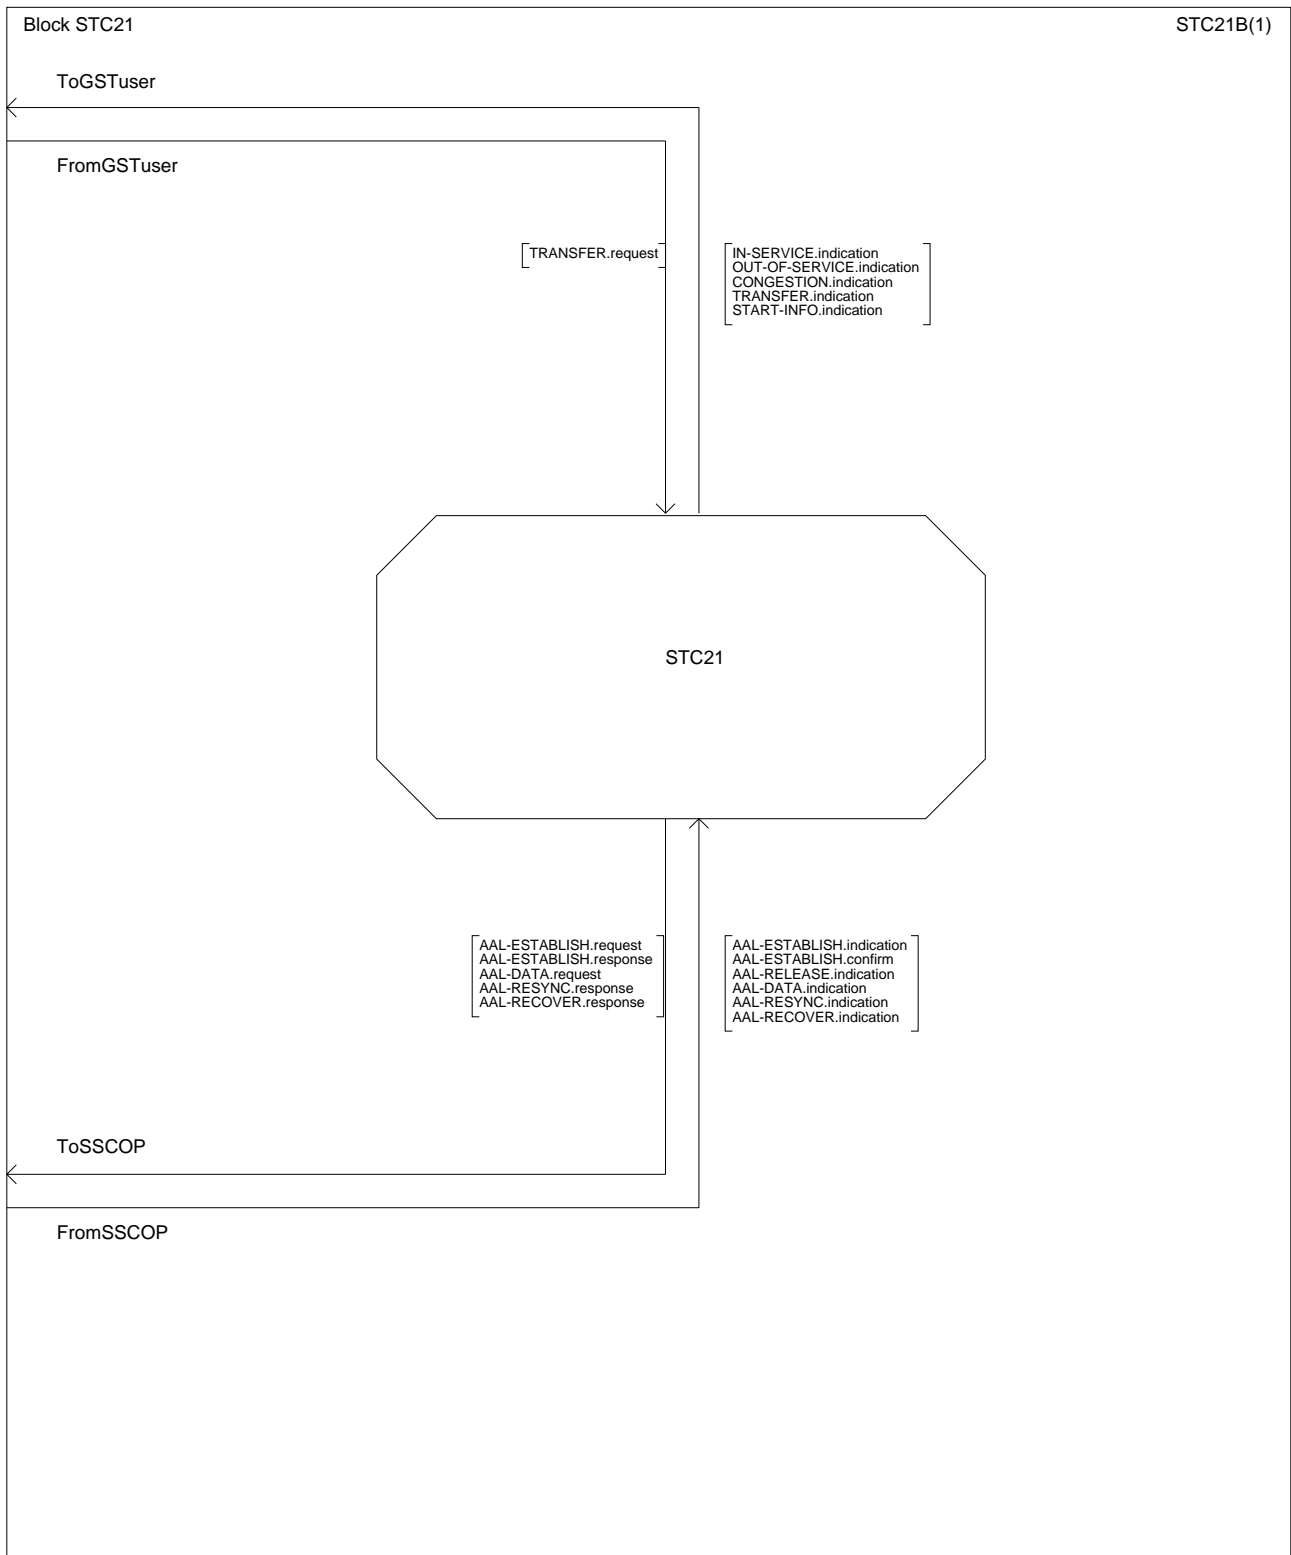 Block STC21
STC21B(1)
ToGSTuser
FromGSTuser
TRANSFER.request
IN-SERVICE.indication
OUT-OF-SERVICE.indication
CONGESTION.indication
TRANSFER.indication
START-INFO.indication
STC21
AAL-ESTABLISH.request
AAL-ESTABLISH.response
AAL-DATA.request
AAL-RESYNC.response
AAL-RECOVER.response
AAL-ESTABLISH.indication
AAL-ESTABLISH.confirm
AAL-RELEASE.indication
AAL-DATA.indication
AAL-RESYNC.indication
AAL-RECOVER.indication
ToSSCOP
FromSSCOP